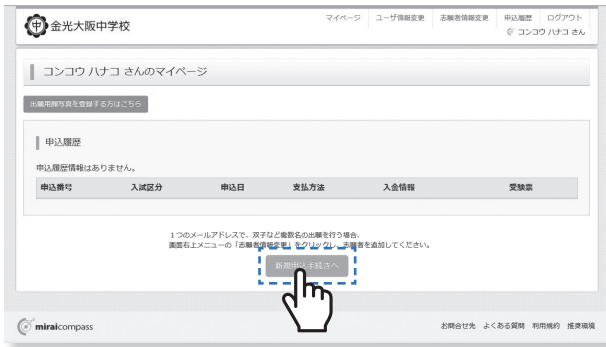 中 金光大阪中学校
マイページ ユーザ情報変更 志願者情報変更 申込履歴 ログアウト
コンコウ ハナコ さん
コンコウ ハナコ さんのマイページ
出願用顔写真を登録する方はこちら
申込履歴
申込履歴情報はありません。
申込番号 入試区分 申込日 支払方法 入金情報 受験票
1つのメールアドレスで、双子など複数名の出願を行う場合、
画面右上メニューの「志願者情報変更」をクリックし、志願者を追加してください。
新規申込手続きへ
miraicompass
お問合せ先 よくある質問 利用規約 推奨環境